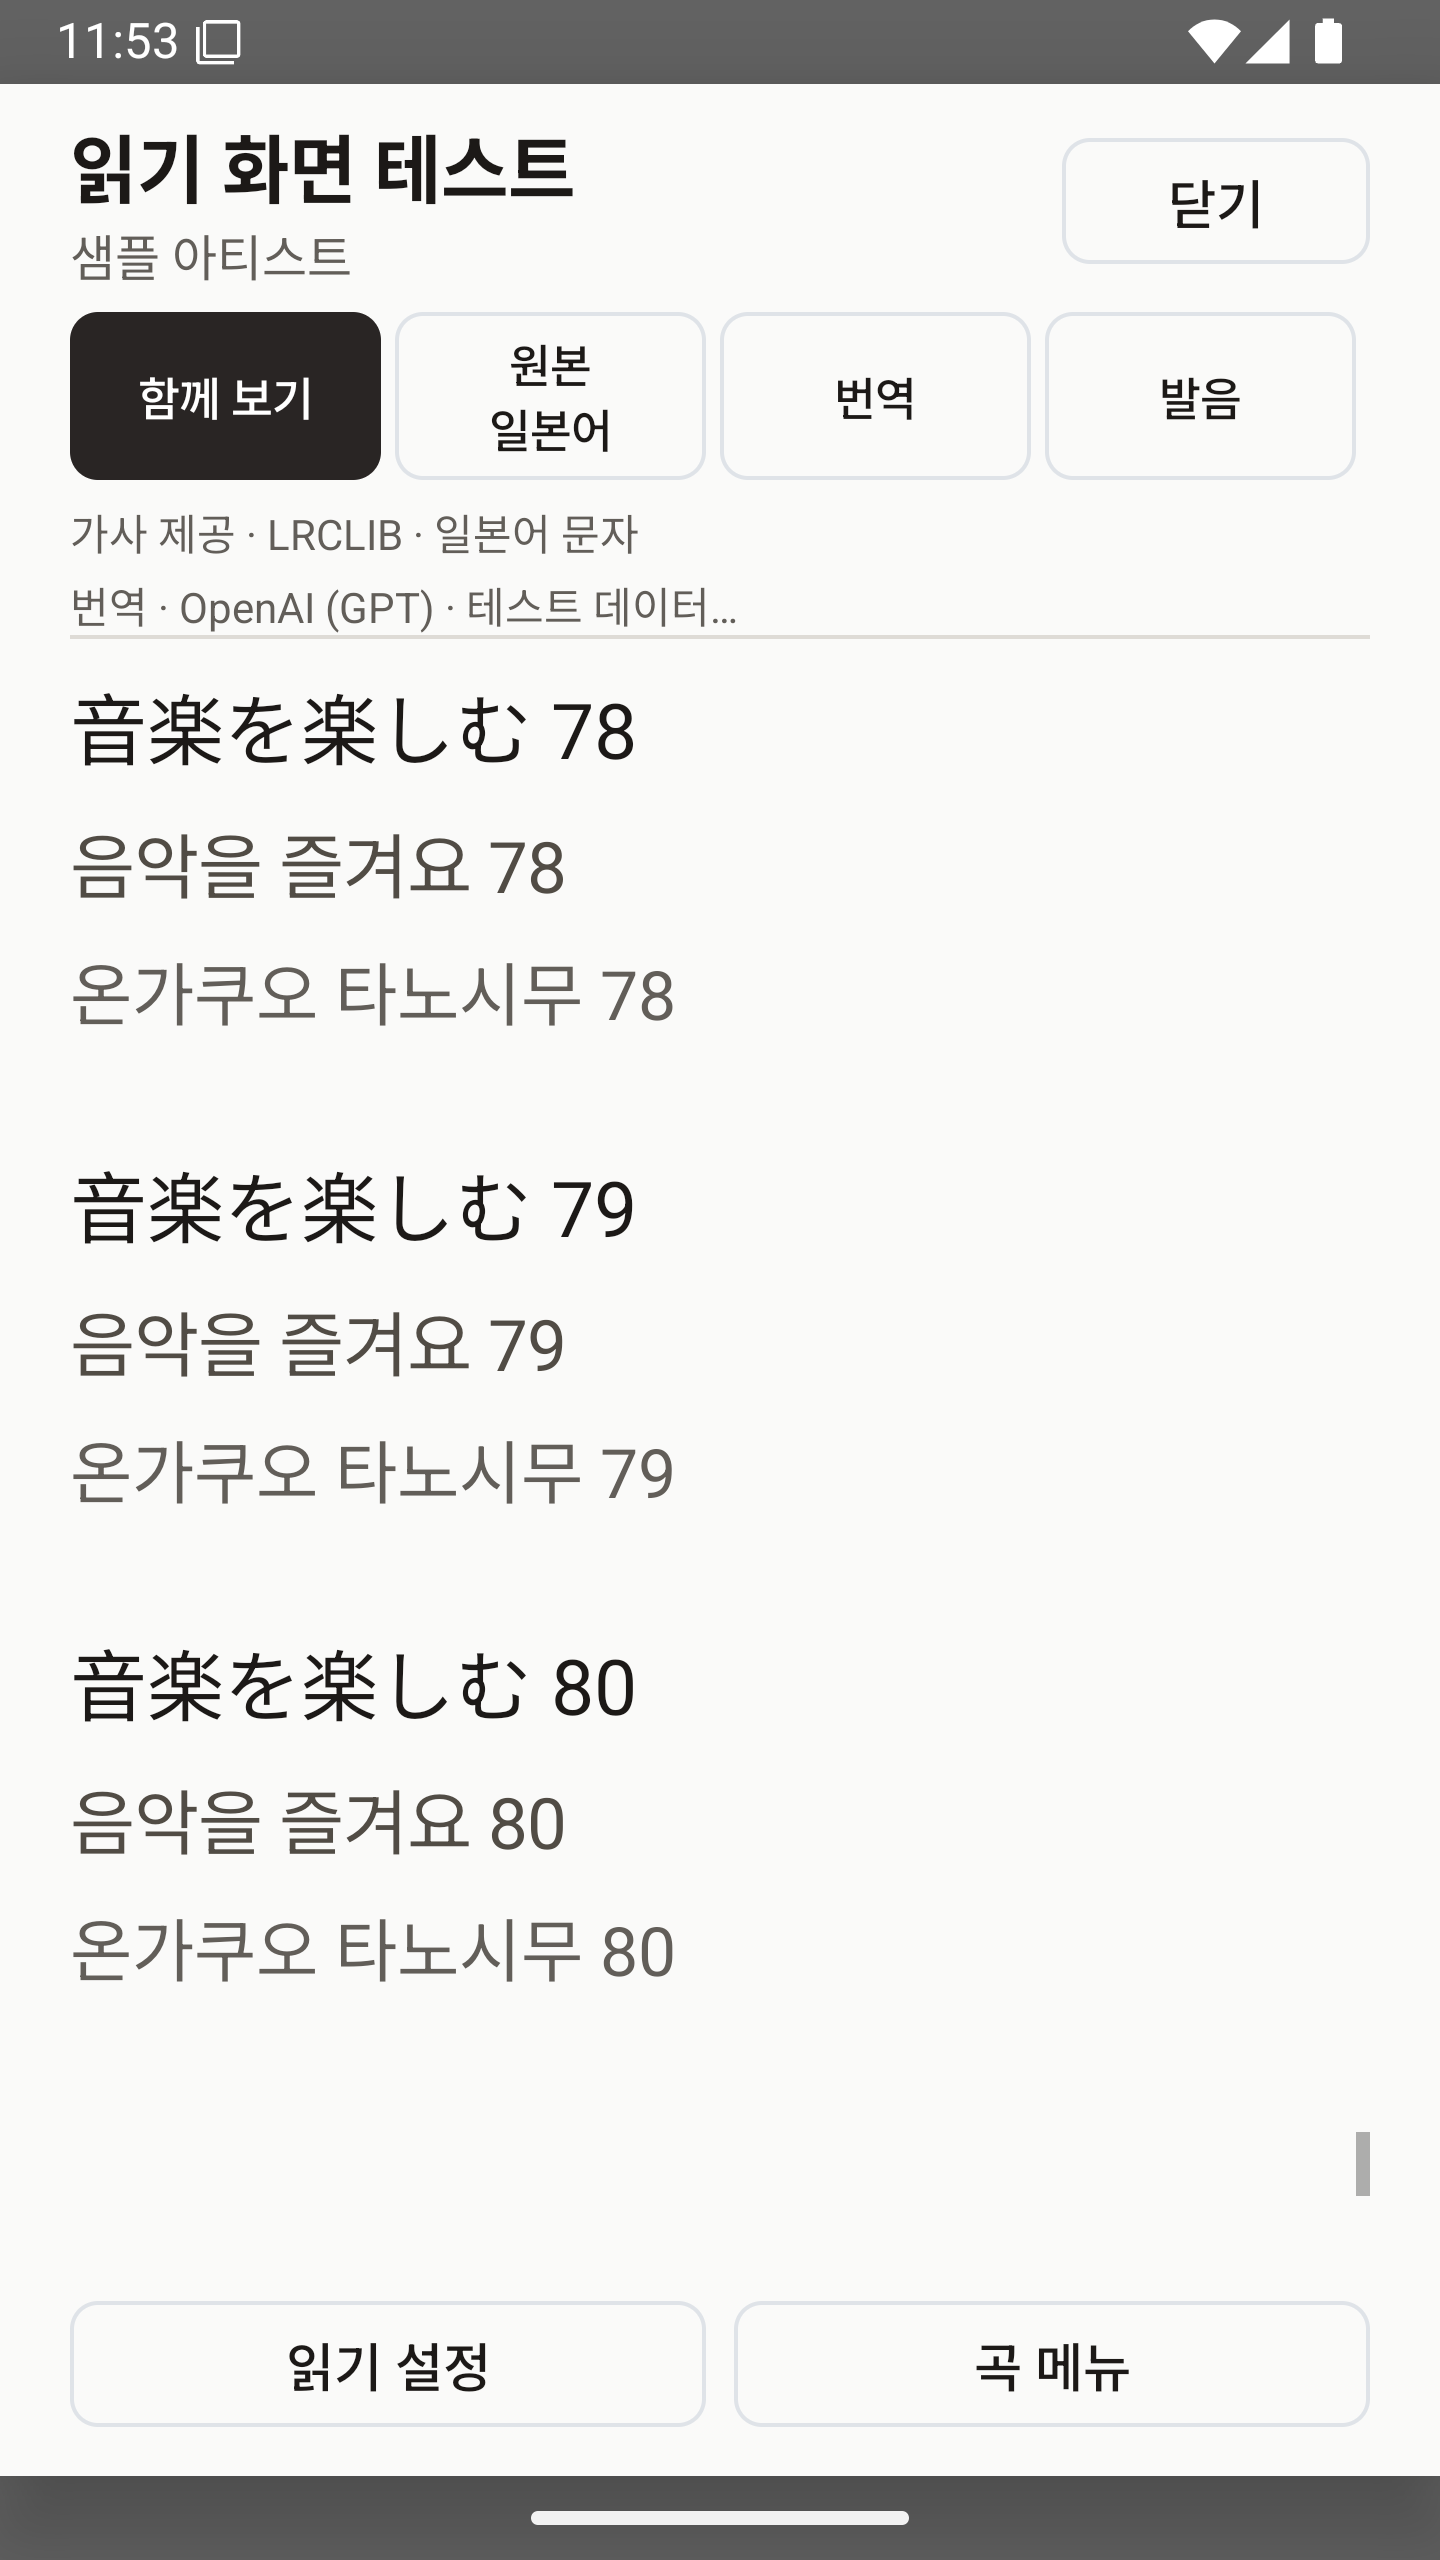 11:53
읽기 화면 테스트
닫기
샘플 아티스트
함께 보기
원본
일본어
번역
발음
가사 제공 · LRCLIB · 일본어 문자
번역 · OpenAI (GPT) · 테스트 데이터…
音楽を楽しむ 78
음악을 즐겨요 78
온가쿠오 타노시무 78
音楽を楽しむ 79
음악을 즐겨요 79
온가쿠오 타노시무 79
音楽を楽しむ 80
음악을 즐겨요 80
온가쿠오 타노시무 80
읽기 설정
곡 메뉴